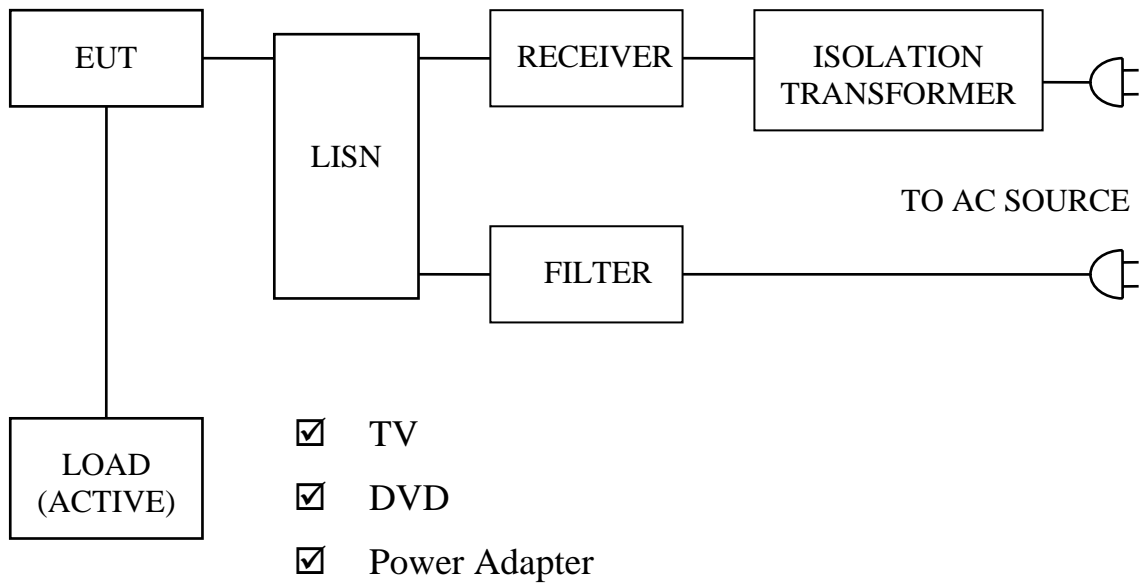 EUT
LISN
RECEIVER
ISOLATION
TRANSFORMER
TO AC SOURCE
FILTER
LOAD
(ACTIVE)
☑ TV
☑ DVD
☑ Power Adapter